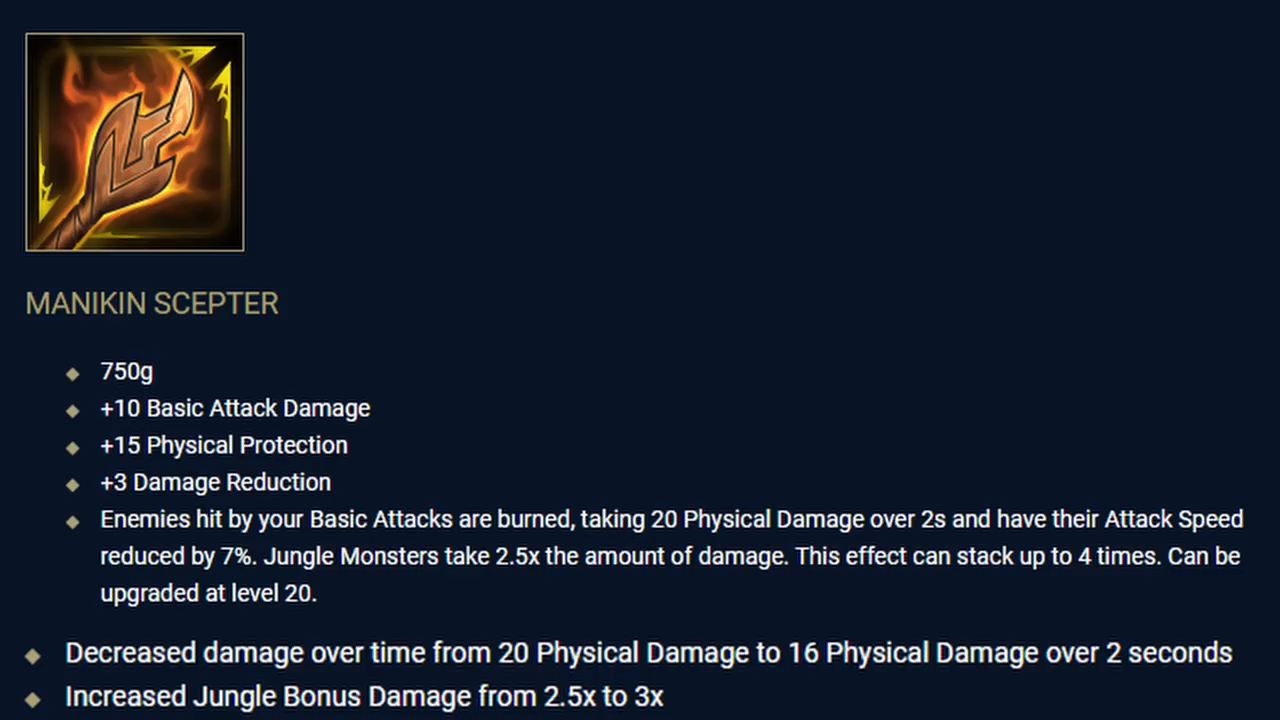 MANIKIN SCEPTER
750g
+10 Basic Attack Damage
+15 Physical Protection
+3 Damage Reduction
Enemies hit by your Basic Attacks are burned, taking 20 Physical Damage over 2s and have their Attack Speed
reduced by 7%. Jungle Monsters take 2.5x the amount of damage. This effect can stack up to 4 times. Can be
upgraded at level 20.
Decreased damage over time from 20 Physical Damage to 16 Physical Damage over 2 seconds
Increased Jungle Bonus Damage from 2.5x to 3x